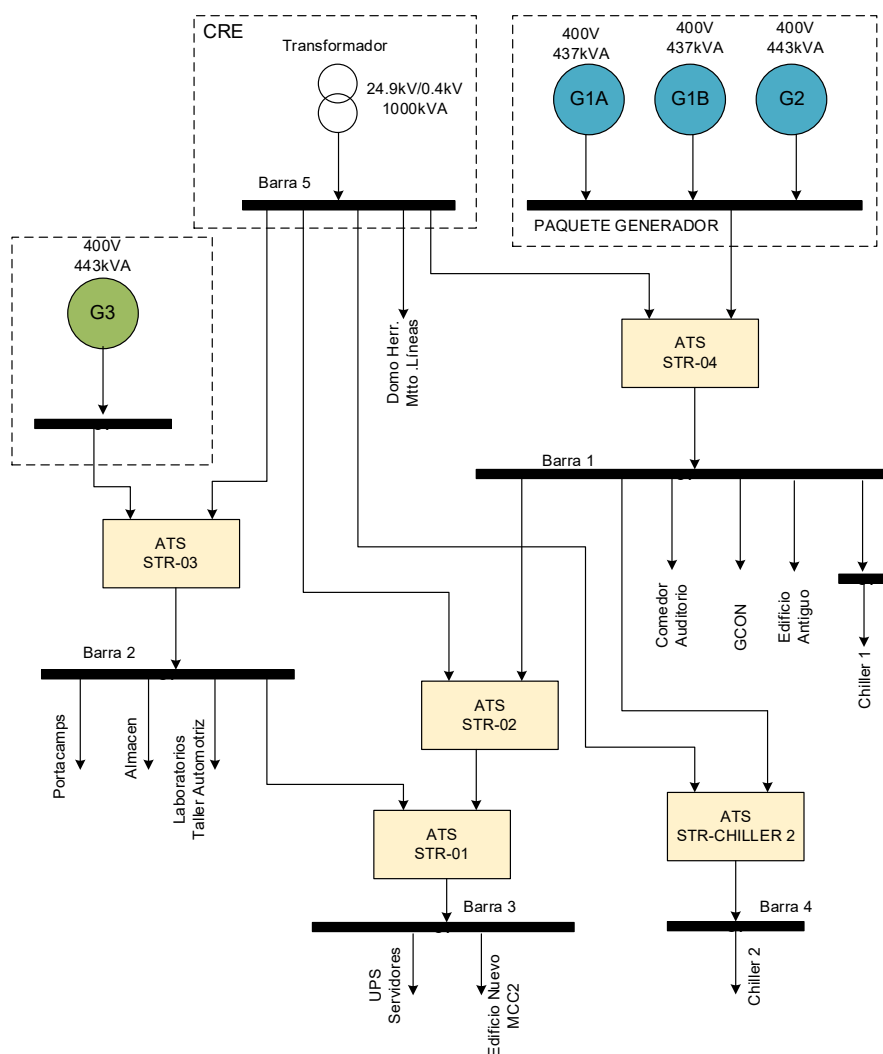 CRE
Transformador
24.9kV/0.4kV
1000kVA
Barra 5
400V
437kVA
400V
437kVA
400V
443kVA
G1A
G1B
G2
PAQUETE GENERADOR
400V
443kVA
G3
Domo Herr.
Mtto .Líneas
ATS
STR-04
Barra 1
ATS
STR-03
Comedor
Auditorio
GCON
Edificio
Antiguo
Chiller 1
Barra 2
ATS
STR-02
Portacamps
Almacen
Laboratorios
Taller Automotriz
ATS
STR-01
ATS
STR-CHILLER 2
Barra 3
Barra 4
UPS
Servidores
Edificio Nuevo
MCC2
Chiller 2